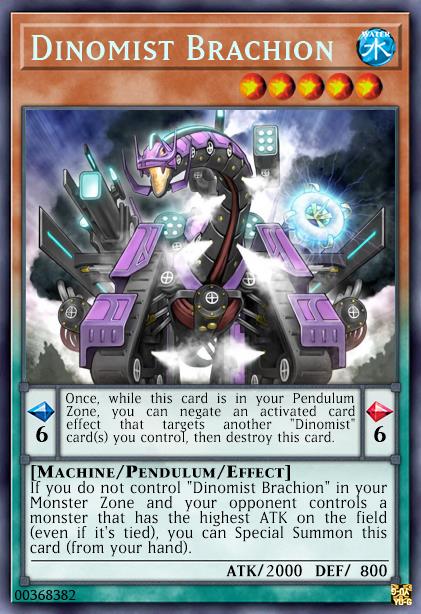 DINOMIST BRACHION
WATER
水
Once, while this card is in your Pendulum
Zone, you can negate an activated card
effect that targets another "Dinomist"
card(s) you control, then destroy this card.
6
6
[MACHINE/PENDULUM/EFFECT]
If you do not control "Dinomist Brachion" in your
Monster Zone and your opponent controls a
monster that has the highest ATK on the field
(even if it's tied), you can Special Summon this
card (from your hand).
ATK/2000 DEF/ 800
00368382